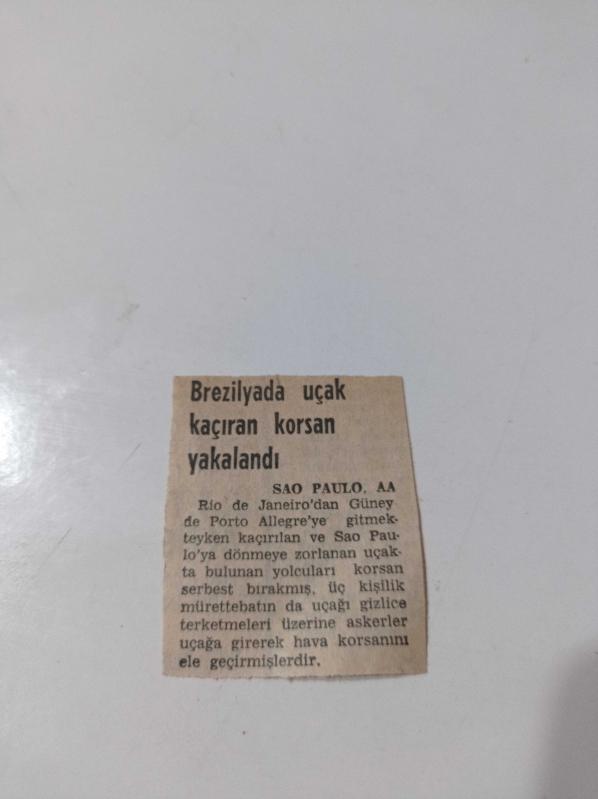 Brezilyada uçak
kaçıran korsan
yakalandı
SAO PAULO, AA
Rio de Janeiro'dan Güney
de Porto Allegre'ye gitmek-
teyken kaçırılan ve Sao Pau-
lo'ya dönmeye zorlanan uçak-
ta bulunan yolcuları korsan
serbest bırakmış, üç kişilik
mürettebatın da uçağı gizlice
terketmeleri üzerine askerler
uçağa girerek hava korsanını
ele geçirmişlerdir.